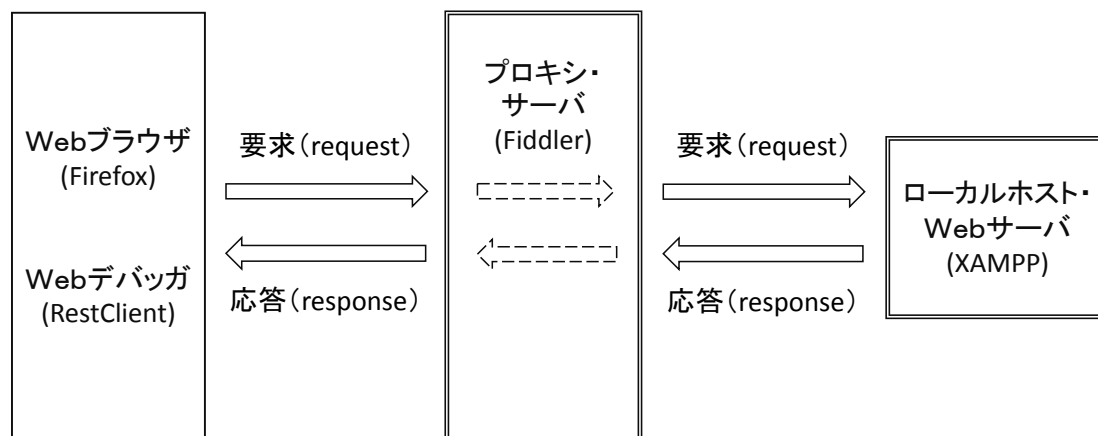 Webブラウザ
(Firefox)
Webデバッガ
(RestClient)
要求(request)
応答(response)
プロキシ・
サーバ
(Fiddler)
要求(request)
応答(response)
ローカルホスト・
Webサーバ
(XAMPP)